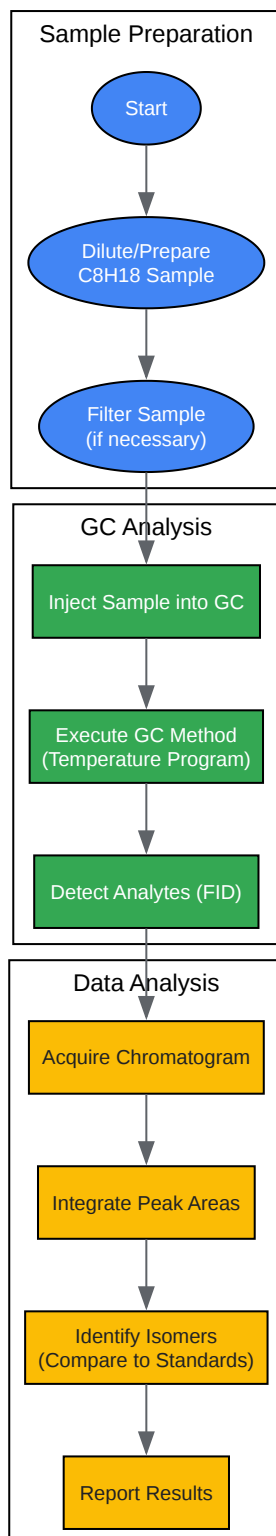 Sample Preparation
Start
Dilute/Prepare
C8H18 Sample
Filter Sample
(if necessary)
GC Analysis
Inject Sample into GC
Execute GC Method
(Temperature Program)
Detect Analytes (FID)
Data Analysis
Acquire Chromatogram
Integrate Peak Areas
Identify Isomers
(Compare to Standards)
Report Results